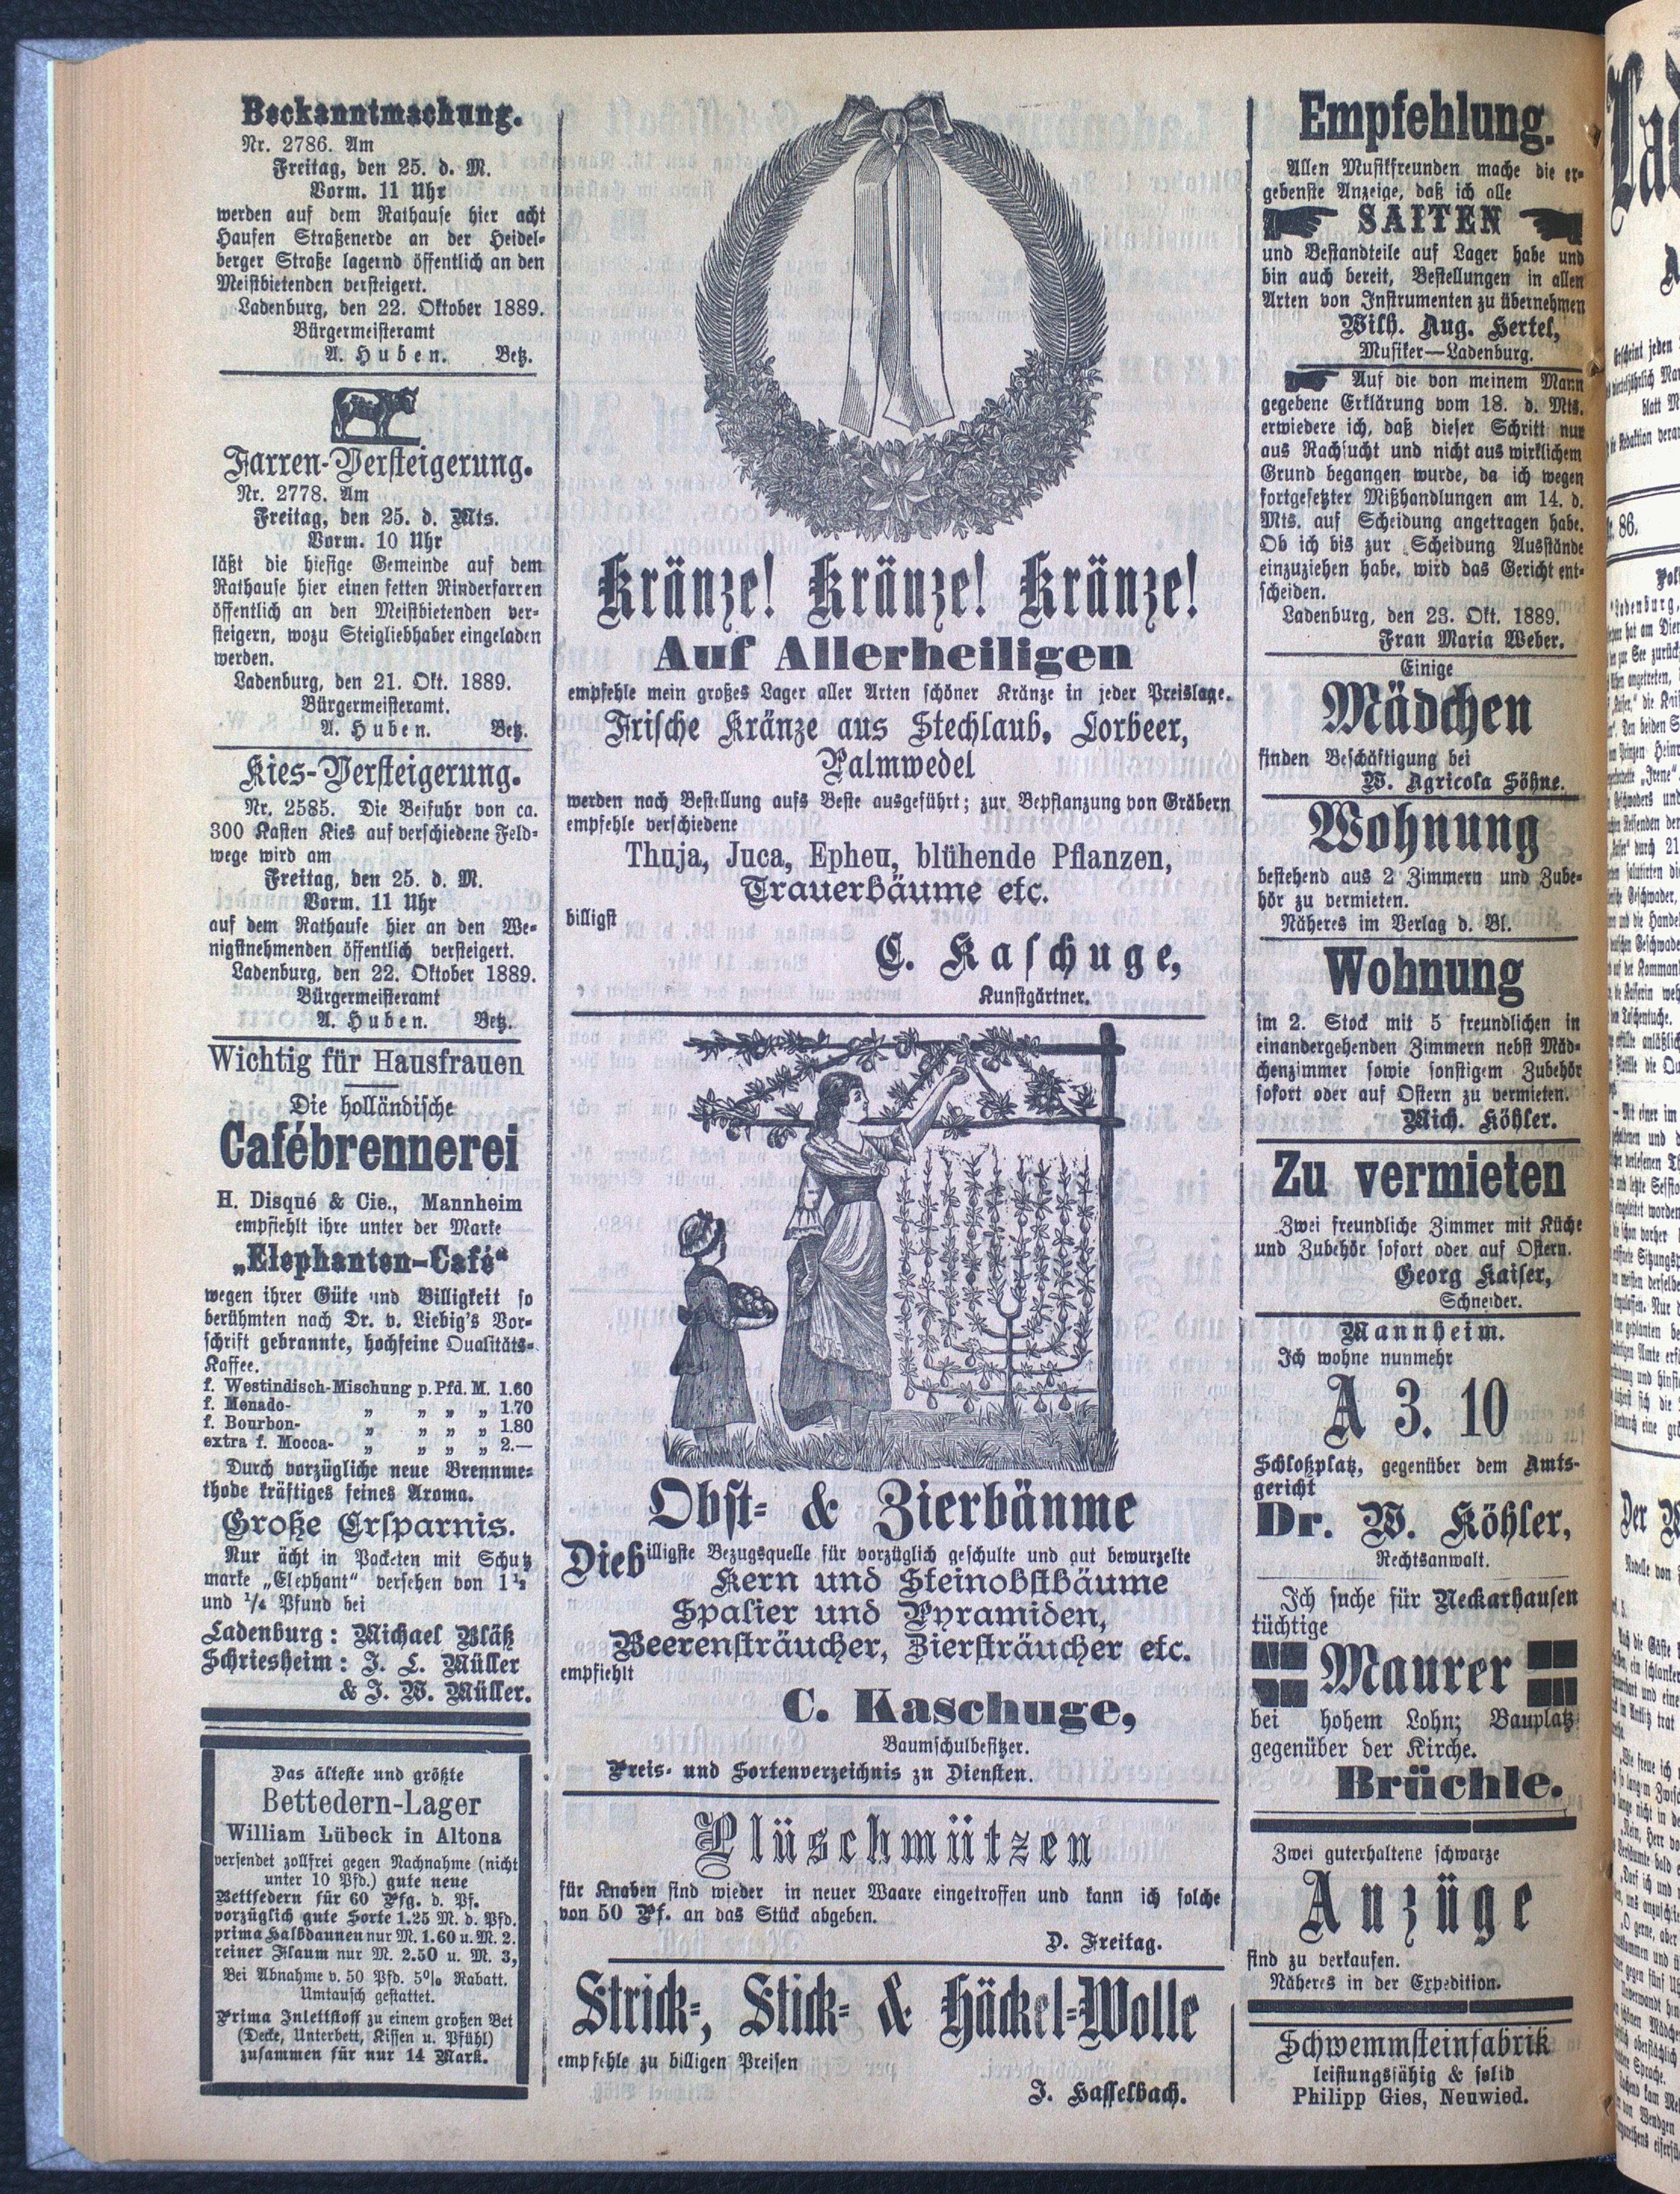 Beckanntmachung.
Nr. 2786. Am
Freitag, den 25. d. M.
Vorm. 11 Uhr
werden auf dem Rathause hier acht
Haufen Straßenerde an der Heidel-
berger Straße lagernd öffentlich an den
Meistbietenden versteigert.
Ladenburg, den 22. Oktober 1889.
Bürgermeisteramt
A. Huben. Betz.
Farren-Versteigerung.
Nr. 2778. Am
Freitag, den 25. d. Mts.
Vorm. 10 Uhr
läßt die hiesige Gemeinde auf dem
Rathause hier einen fetten Rinderfarren
öffentlich an den Meistbietenden ver-
steigern, wozu Steigliebhaber eingeladen
werden.
Ladenburg, den 21. Okt. 1889.
Bürgermeisteramt.
A. Huben. Betz.
Kies-Versteigerung.
Nr. 2585. Die Beifuhr von ca.
300 Kasten Kies auf verschiedene Feld-
wege wird am
Freitag, den 25. d. M.
Vorm. 11 Uhr
auf dem Rathause hier an den We-
nigstnehmenden öffentlich versteigert.
Ladenburg, den 22. Oktober 1889.
Bürgermeisteramt
A. Huben. Betz.
Wichtig für Hausfrauen
Die holländische
Cafébrennerei
H. Disqué & Cie., Mannheim
empfiehlt ihre unter der Marke
„Elephanten-Café“
wegen ihrer Güte und Billigkeit so
berühmten nach Dr. v. Liebig's Vor-
schrift gebrannte, hochfeine Qualitäts-
Kaffee.
f. Westindisch-Mischung p. Pfd. M. 1.60
f. Menado- „ „ „ „ 1.70
f. Bourbon- „ „ „ „ 1.80
extra f. Mocca- „ „ „ „ 2.—
Durch vorzügliche neue Brennme-
thode kräftiges feines Aroma.
Große Ersparnis.
Nur ächt in Packeten mit Schutz
marke „Elephant“ versehen von 1 ½
und ¼ Pfund bei
Ladenburg: Michael Bläß
Schriesheim: J. L. Müller
& J. W. Müller.
Das älteste und größte
Bettedern-Lager
William Lübeck in Altona
versendet zollfrei gegen Nachnahme (nicht
unter 10 Pfd.) gute neue
Bettfedern für 60 Pfg. d. Pf.
vorzüglich gute Sorte 1.25 M. d. Pfd.
prima Halbdaunen nur M. 1.60 u. M. 2.
reiner Flaum nur M. 2.50 u. M. 3,
Bei Abnahme v. 50 Pfd. 5% Rabatt.
Umtausch gestattet.
Prima Inlettstoff zu einem großen Bet
(Decke, Unterbett, Kissen u. Pfühl)
zusammen für nur 14 Mark.
Kränze! Kränze! Kränze!
Auf Allerheiligen
empfehle mein großes Lager aller Arten schöner Kränze in jeder Preislage.
Frische Kränze aus Stechlaub, Lorbeer,
Palmwedel
werden nach Bestellung aufs Beste ausgeführt; zur Bepflanzung von Gräbern
empfehle verschiedene
Thuja, Juca, Epheu, blühende Pflanzen,
Trauerbäume etc.
billigst
C. Kaschuge,
Kunstgärtner.
Obst- & Zierbäume
Dieb illigste Bezugsquelle für vorzüglich geschulte und gut bewurzelte
Kern und Steinobstbäume
Spalier und Pyramiden,
Beerensträucher, Ziersträucher etc.
empfiehlt
C. Kaschuge,
Baumschulbesitzer.
Preis- und Sortenverzeichnis zu Diensten.
Plüschmützen
für Knaben sind wieder in neuer Waare eingetroffen und kann ich solche
von 50 Pf. an das Stück abgeben.
D. Freitag.
Strick-, Stick- & Häckel-Wolle
empfehle zu billigen Preisen
J. Hasselbach.
Empfehlung.
Allen Musikfreunden mache die er-
gebenste Anzeige, daß ich alle
SAITEN
und Bestandteile auf Lager habe und
bin auch bereit, Bestellungen in allen
Arten von Instrumenten zu übernehmen
Wilh. Aug. Hertel,
Musiker—Ladenburg.
Auf die von meinem Mann
gegebene Erklärung vom 18. d. Mts.
erwiedere ich, daß dieser Schritt nur
aus Rachsucht und nicht aus wirklichem
Grund begangen wurde, da ich wegen
fortgesetzter Mißhandlungen am 14. d.
Mts. auf Scheidung angetragen habe.
Ob ich bis zur Scheidung Ausstände
einzuziehen habe, wird das Gericht ent-
scheiden.
Ladenburg, den 23. Okt. 1889.
Frau Maria Weber.
Einige
Mädchen
finden Beschäftigung bei
W. Agricola Söhne.
Wohnung
bestehend aus 2 Zimmern und Zube-
hör zu vermieten.
Näheres im Verlag d. Bl.
Wohnung
im 2. Stock mit 5 freundlichen in
einandergehenden Zimmern nebst Mäd-
chenzimmer sowie sonstigem Zubehör
sofort oder auf Ostern zu vermieten.
Mich. Köhler.
Zu vermieten
Zwei freundliche Zimmer mit Küche
und Zubehör sofort oder auf Ostern.
Georg Kaiser,
Schneider.
Mannheim.
Ich wohne nunmehr
A 3. 10
Schloßplatz, gegenüber dem Amts-
gericht
Dr. W. Köhler,
Rechtsanwalt.
Ich suche für Neckarhausen
tüchtige
Maurer
bei hohem Lohn; Bauplatz
gegenüber der Kirche.
Brüchle.
Zwei guterhaltene schwarze
Anzüge
sind zu verkaufen.
Näheres in der Expedition.
Schwemmsteinfabrik
leistungsfähig & solid
Philipp Gies, Neuwied.